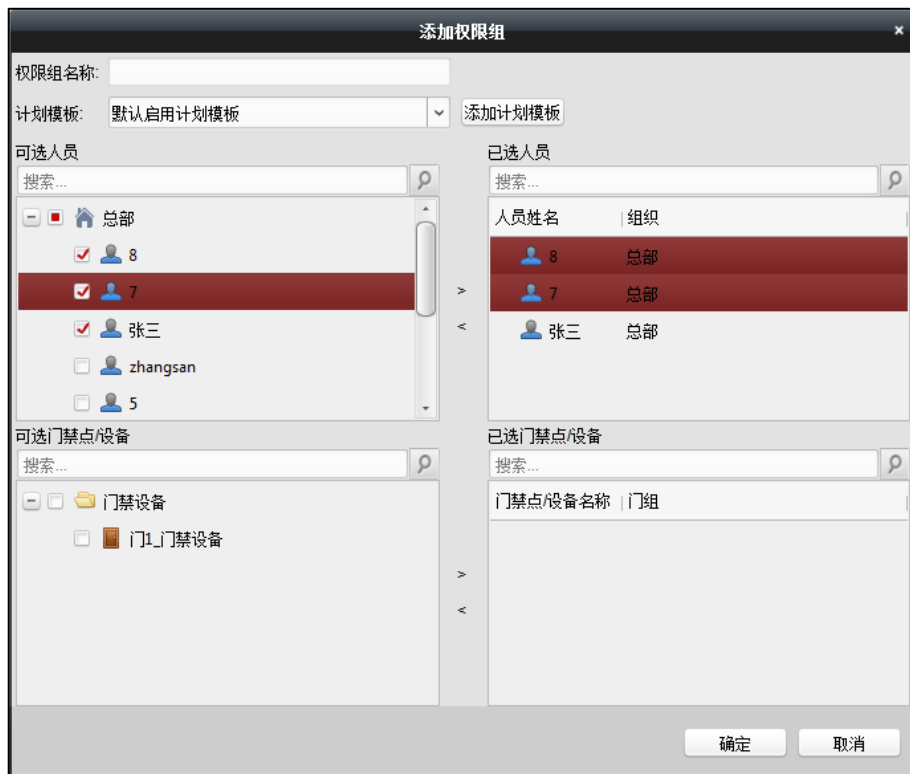 添加权限组
权限组名称:
计划模板: 默认启用计划模板 添加计划模板
可选人员 已选人员
搜索... 搜索...
总部
8
7
张三
zhangsan
5
人员姓名 组织
8 总部
7 总部
张三 总部
> 
<
可选门禁点/设备 已选门禁点/设备
搜索... 搜索...
门禁设备
门1_门禁设备
门禁点/设备名称 门组
>
<
确定 取消